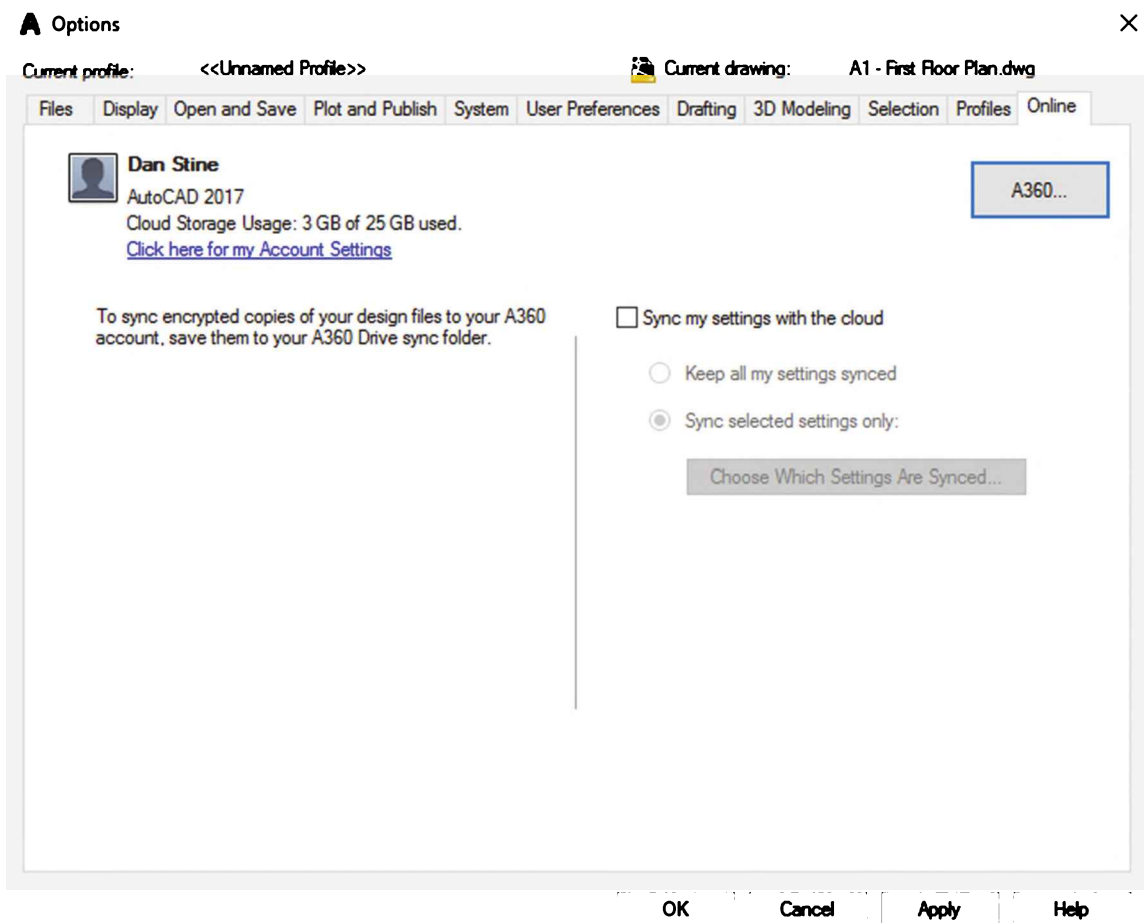 A Options
Current profile: <<Unnamed Profile>> Current drawing: A1 - First Floor Plan.dwg
Files Display Open and Save Plot and Publish System User Preferences Drafting 3D Modeling Selection Profiles Online
Dan Stine
AutoCAD 2017
Cloud Storage Usage: 3 GB of 25 GB used.
Click here for my Account Settings
A360...
To sync encrypted copies of your design files to your A360
account, save them to your A360 Drive sync folder.
Sync my settings with the cloud
Keep all my settings synced
Sync selected settings only:
Choose Which Settings Are Synced...
OK Cancel Apply Help